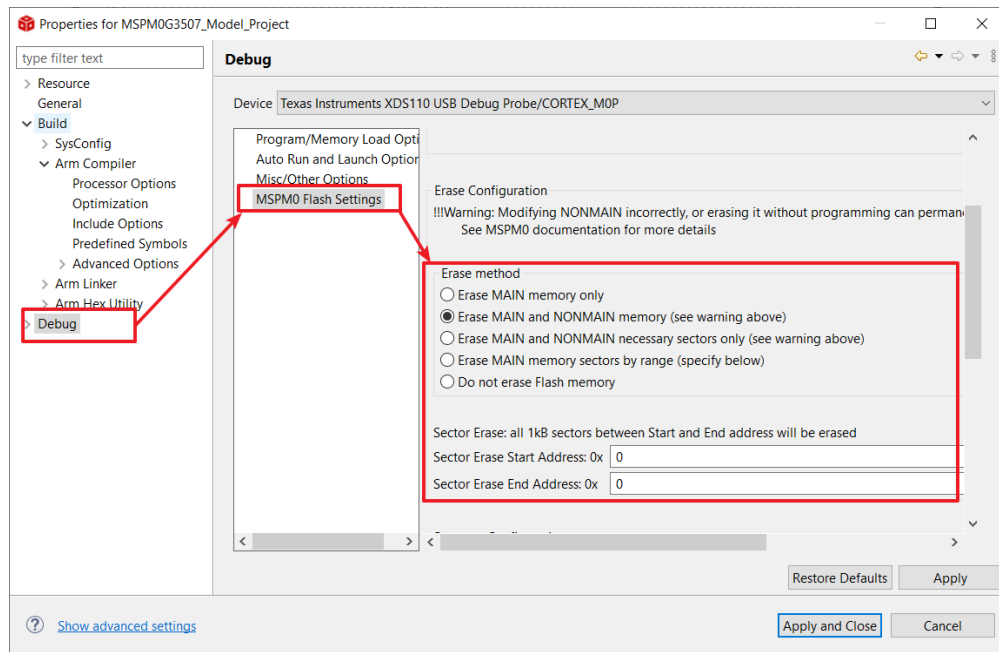 Properties for MSPM0G3507_Model_Project
type filter text
Resource
General
Build
SysConfig
Arm Compiler
Processor Options
Optimization
Include Options
Predefined Symbols
Advanced Options
Arm Linker
Arm Hex Utility
Debug
Debug
Device Texas Instruments XDS110 USB Debug Probe/CORTEX_M0P
Program/Memory Load Opti
Auto Run and Launch Option
Misc/Other Options
MSPM0 Flash Settings
Erase Configuration
!!!Warning: Modifying NONMAIN incorrectly, or erasing it without programming can perman
See MSPM0 documentation for more details
Erase method
Erase MAIN memory only
Erase MAIN and NONMAIN memory (see warning above)
Erase MAIN and NONMAIN necessary sectors only (see warning above)
Erase MAIN memory sectors by range (specify below)
Do not erase Flash memory
Sector Erase: all 1kB sectors between Start and End address will be erased
Sector Erase Start Address: 0x 0
Sector Erase End Address: 0x 0
Restore Defaults Apply
? Show advanced settings
Apply and Close Cancel